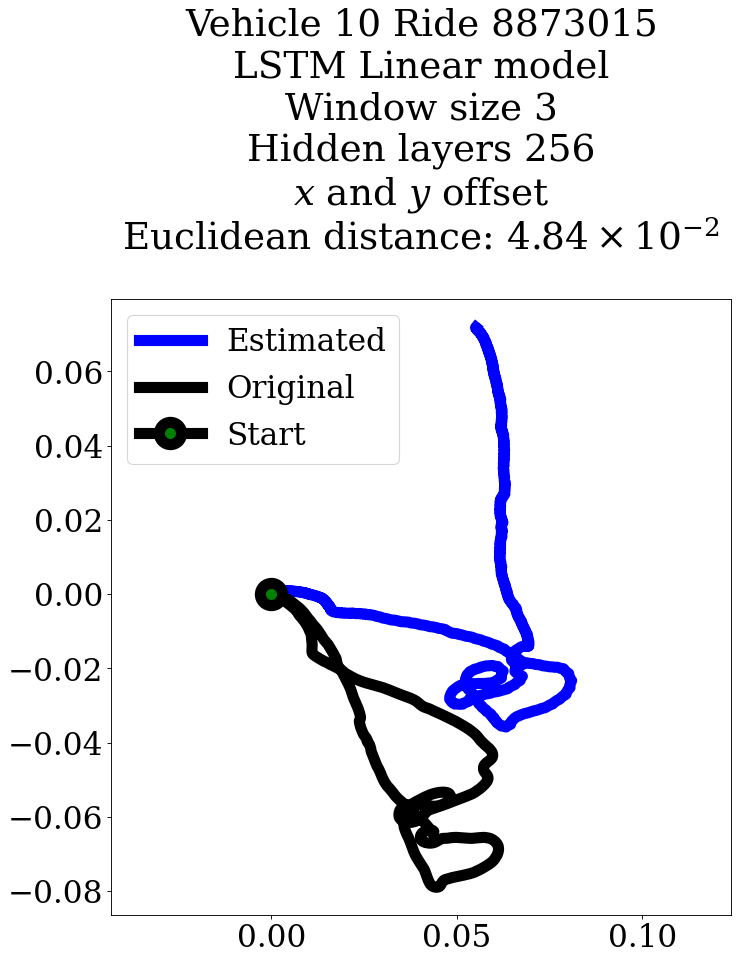 Vehicle 10 Ride 8873015
LSTM Linear model
Window size 3
Hidden layers 256
x and y offset
Euclidean distance: 4.84 × 10⁻²
Estimated
Original
Start
0.06
0.04
0.02
0.00
−0.02
−0.04
−0.06
−0.08
0.00 0.05 0.10